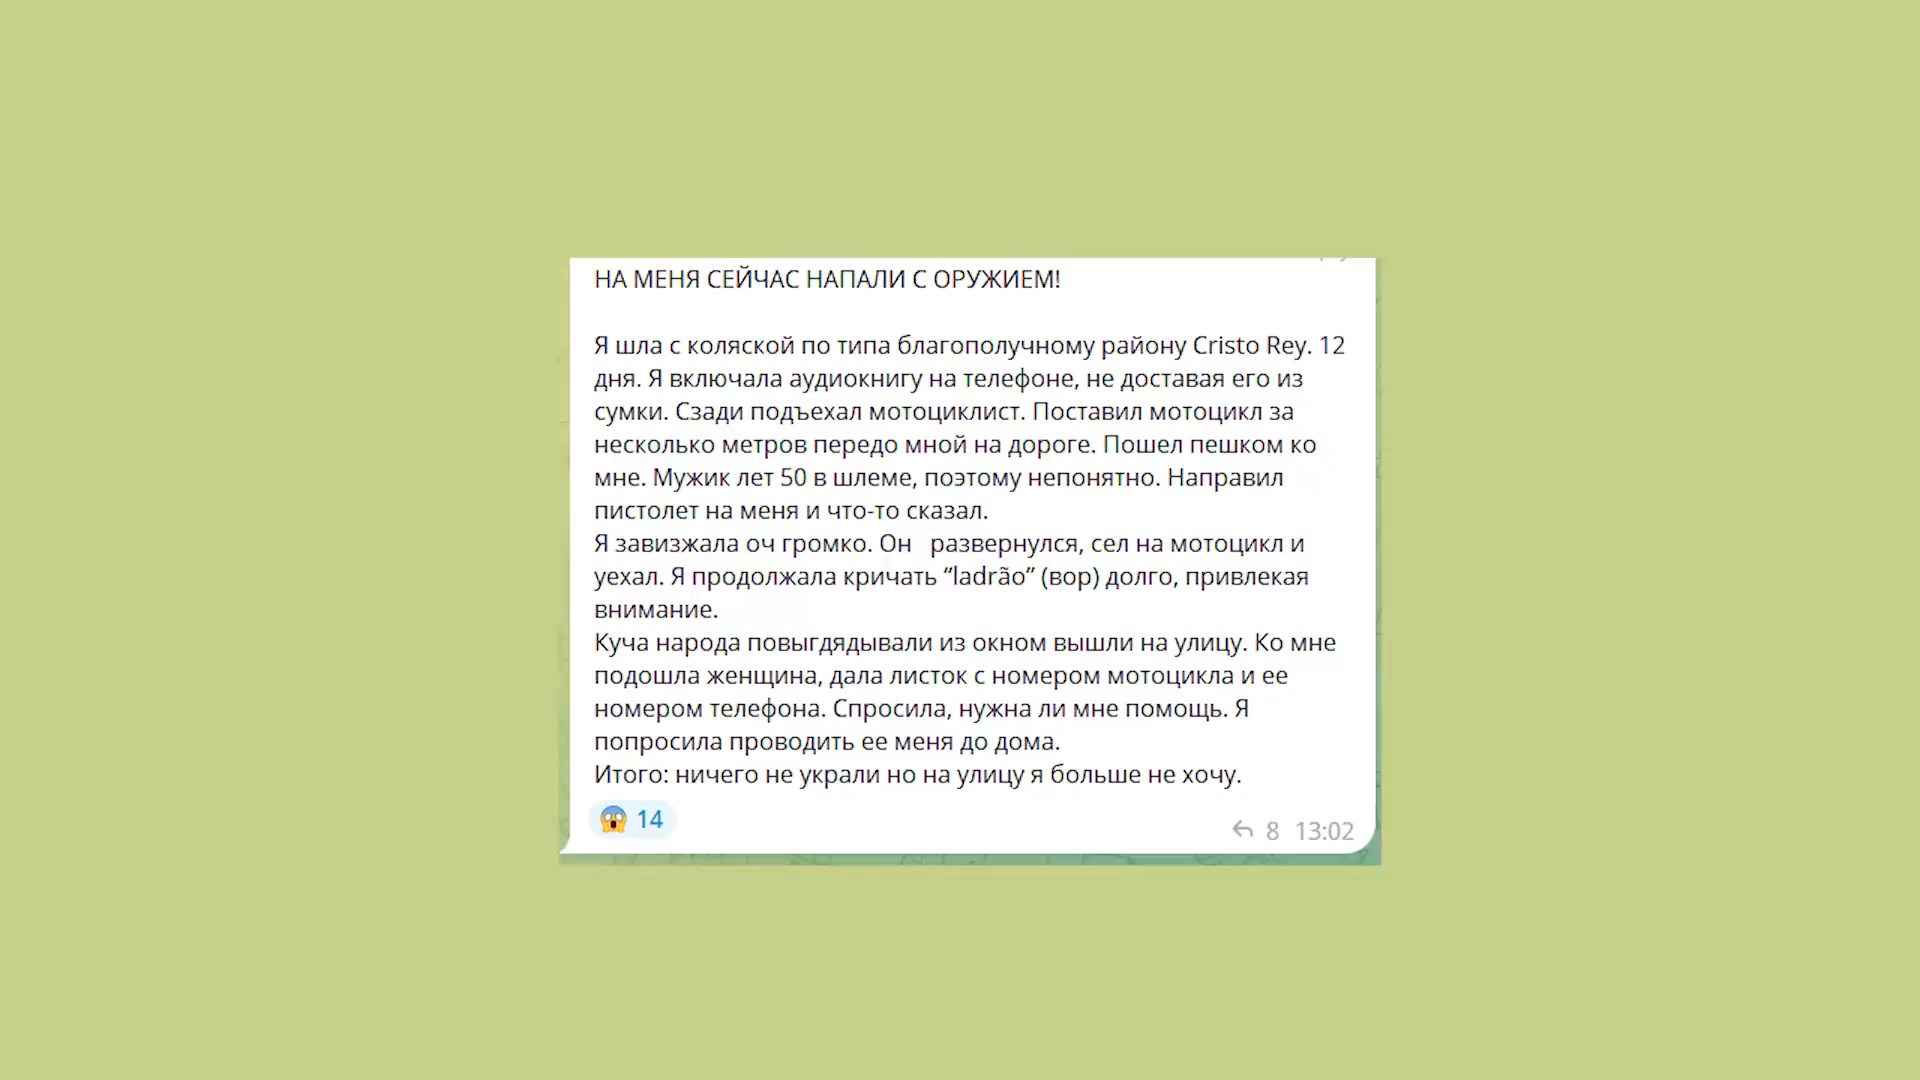 НА МЕНЯ СЕЙЧАС НАПАЛИ С ОРУЖИЕМ!
Я шла с коляской по типа благополучному району Cristo Rey. 12
дня. Я включала аудиокнигу на телефоне, не доставая его из
сумки. Сзади подъехал мотоциклист. Поставил мотоцикл за
несколько метров передо мной на дороге. Пошел пешком ко
мне. Мужик лет 50 в шлеме, поэтому непонятно. Направил
пистолет на меня и что-то сказал.
Я завизжала оч громко. Он   развернулся, сел на мотоцикл и
уехал. Я продолжала кричать “ladrão” (вор) долго, привлекая
внимание.
Куча народа повыгдядывали из окном вышли на улицу. Ко мне
подошла женщина, дала листок с номером мотоцикла и ее
номером телефона. Спросила, нужна ли мне помощь. Я
попросила проводить ее меня до дома.
Итого: ничего не украли но на улицу я больше не хочу.
14
8 13:02